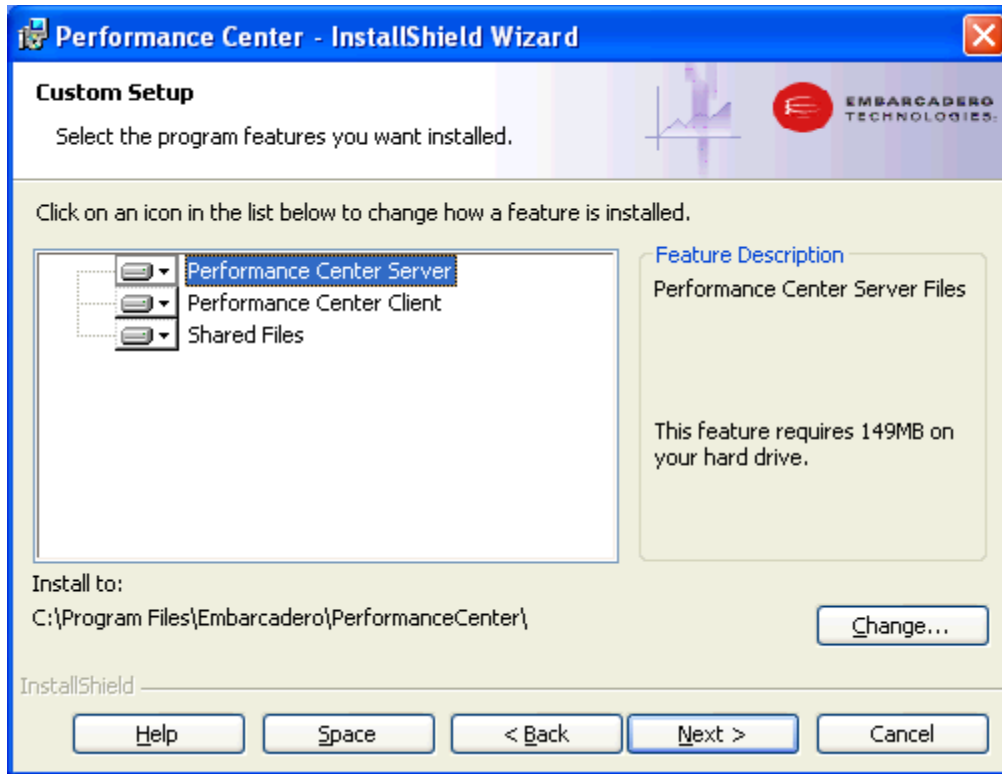 Performance Center - InstallShield Wizard
Custom Setup
Select the program features you want installed.
EMBARCADERO
TECHNOLOGIES.
Click on an icon in the list below to change how a feature is installed.
Performance Center Server
Performance Center Client
Shared Files
Feature Description
Performance Center Server Files
This feature requires 149MB on
your hard drive.
Install to:
C:\Program Files\Embarcadero\PerformanceCenter\
Change...
InstallShield
Help
Space
< Back
Next >
Cancel